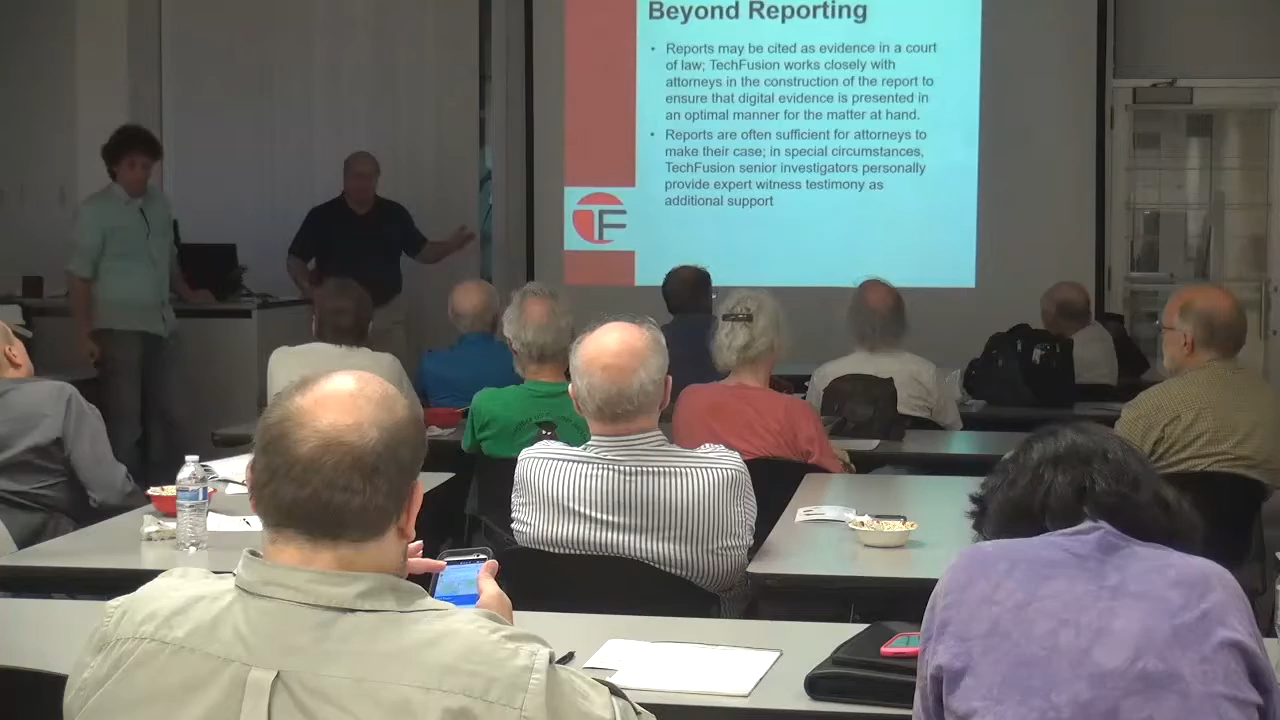 Beyond Reporting
• Reports may be cited as evidence in a court
of law; TechFusion works closely with
attorneys in the construction of the report to
ensure that digital evidence is presented in
an optimal manner for the matter at hand.
• Reports are often sufficient for attorneys to
make their case; in special circumstances,
TechFusion senior investigators personally
provide expert witness testimony as
additional support
TF